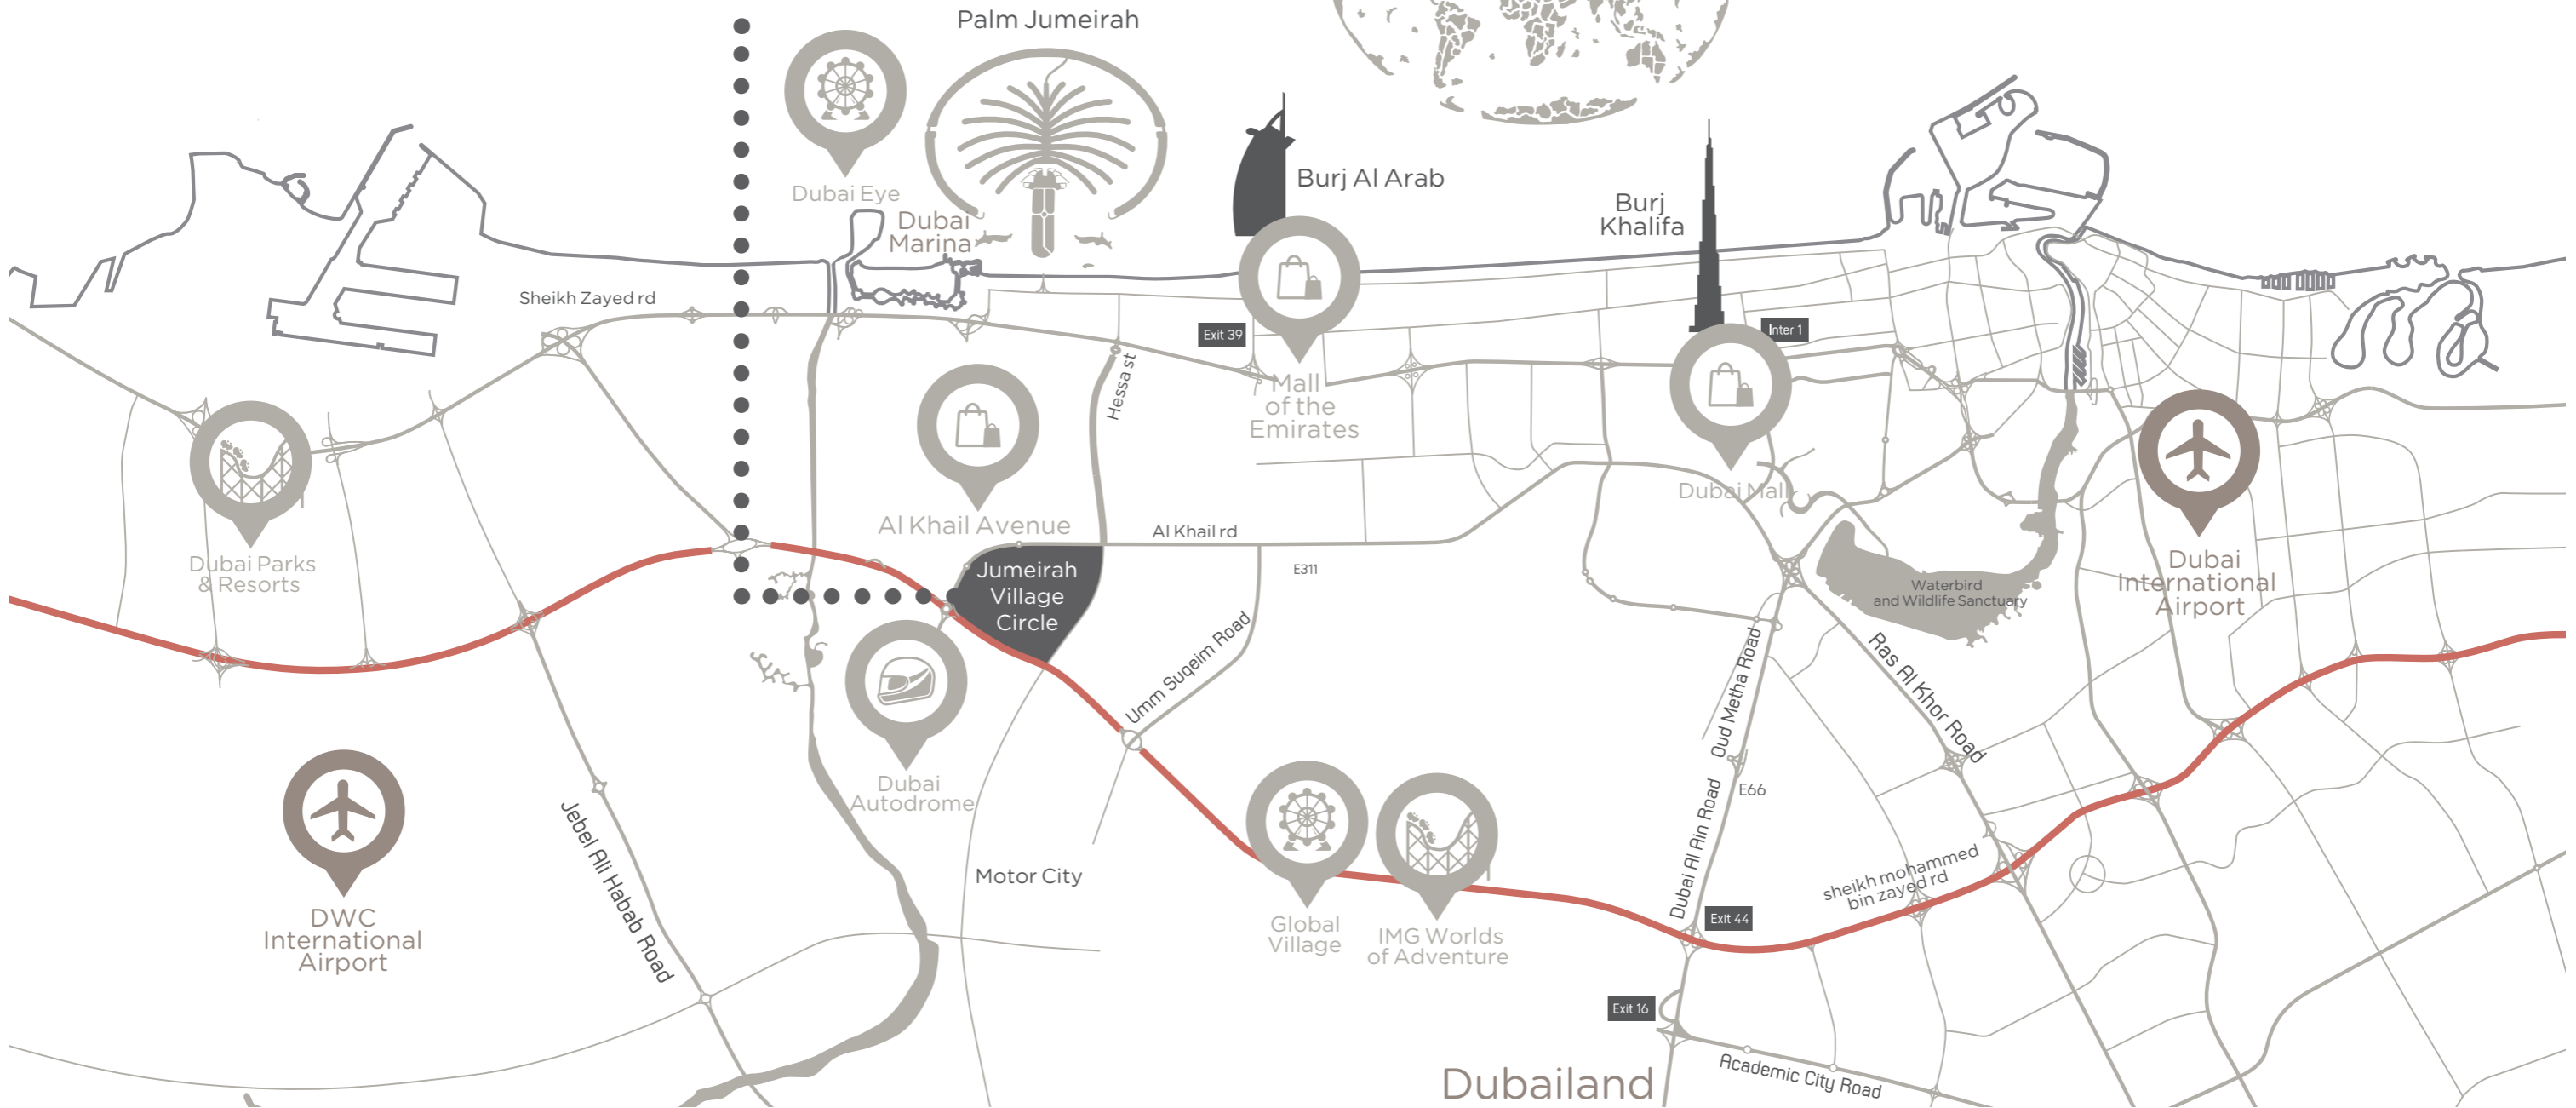 Palm Jumeirah
Dubai Eye
Dubai
Marina
Burj Al Arab
Burj
Khalifa
Sheikh Zayed rd
Exit 39
Inter 1
Hessa st
Mall
of the
Emirates
Dubai Mall
Al Khail Avenue
Al Khail rd
E311
Dubai Parks
& Resorts
Jumeirah
Village
Circle
Waterbird
and Wildlife Sanctuary
Dubai
International
Airport
Umm Suqeim Road
Oud Metha Road
Ras Al Khor Road
Dubai
Autodrome
E66
Dubai Al Ain Road
Jebel Ali Habab Road
Motor City
sheikh mohammed
bin zayed rd
DWC
International
Airport
Global
Village
IMG Worlds
of Adventure
Exit 44
Exit 16
Academic City Road
Dubailand